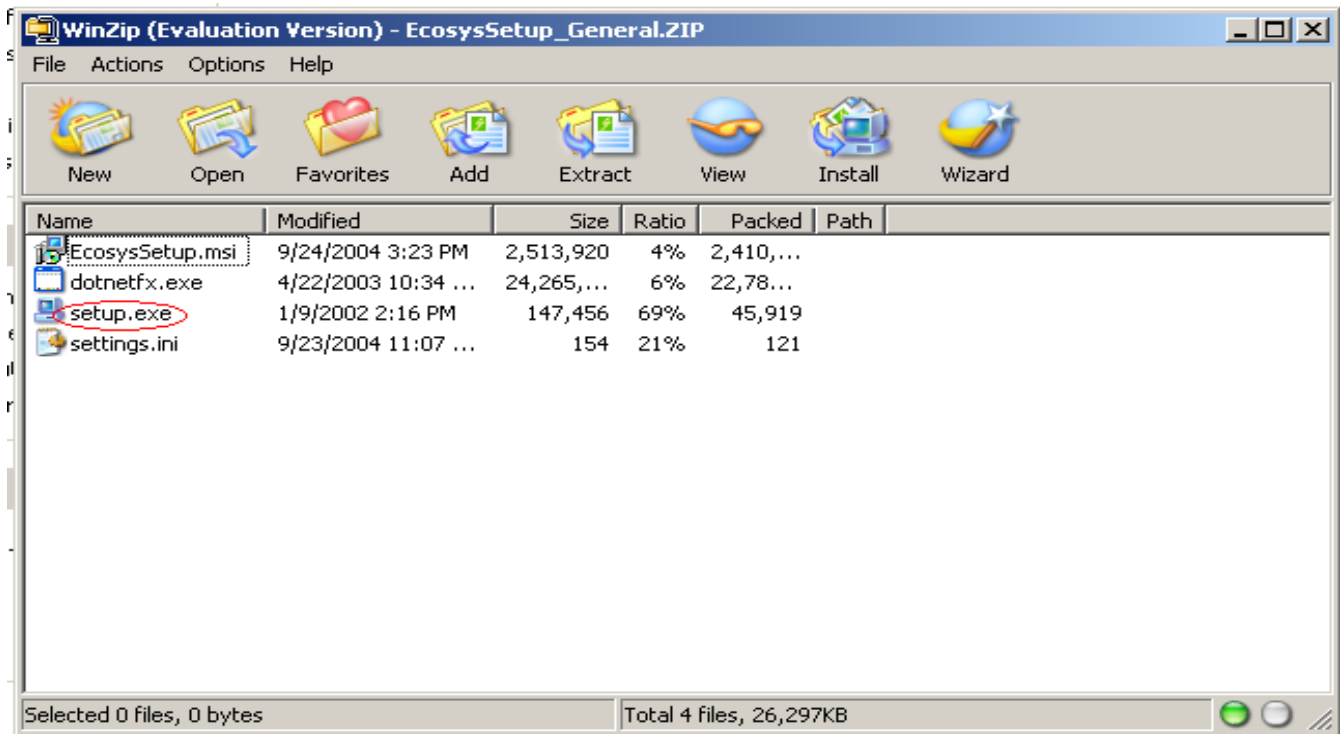 WinZip (Evaluation Version) - EcosysSetup_General.ZIP
File Actions Options Help
New Open Favorites Add Extract View Install Wizard
Name Modified Size Ratio Packed Path
EcosysSetup.msi 9/24/2004 3:23 PM 2,513,920 4% 2,410,...
dotnetfx.exe 4/22/2003 10:34 ... 24,265,... 6% 22,78...
setup.exe 1/9/2002 2:16 PM 147,456 69% 45,919
settings.ini 9/23/2004 11:07 ... 154 21% 121
Selected 0 files, 0 bytes Total 4 files, 26,297KB